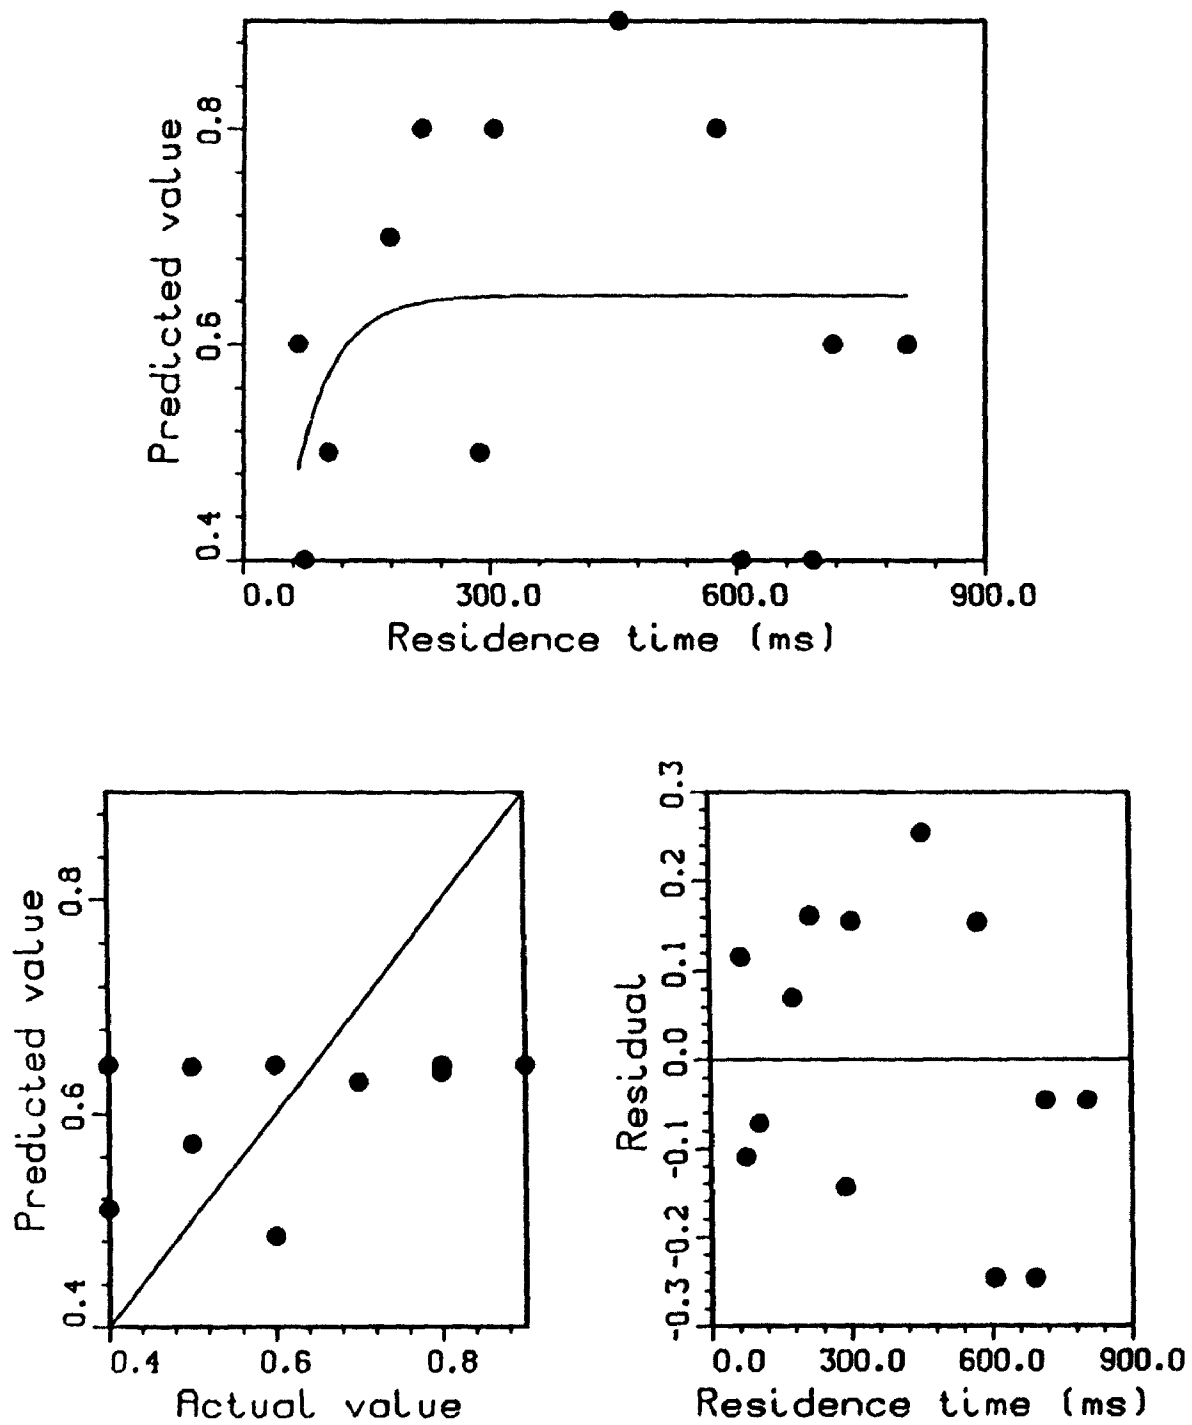 Predicted value
0.8
0.6
0.4
0.0 300.0 600.0 900.0
Residence time (ms)
Predicted value
0.8
0.6
0.4
0.4 0.6 0.8
Actual value
Residual
0.3
0.2
0.1
0.0
-0.1
-0.2
-0.3
0.0 300.0 600.0 900.0
Residence time (ms)